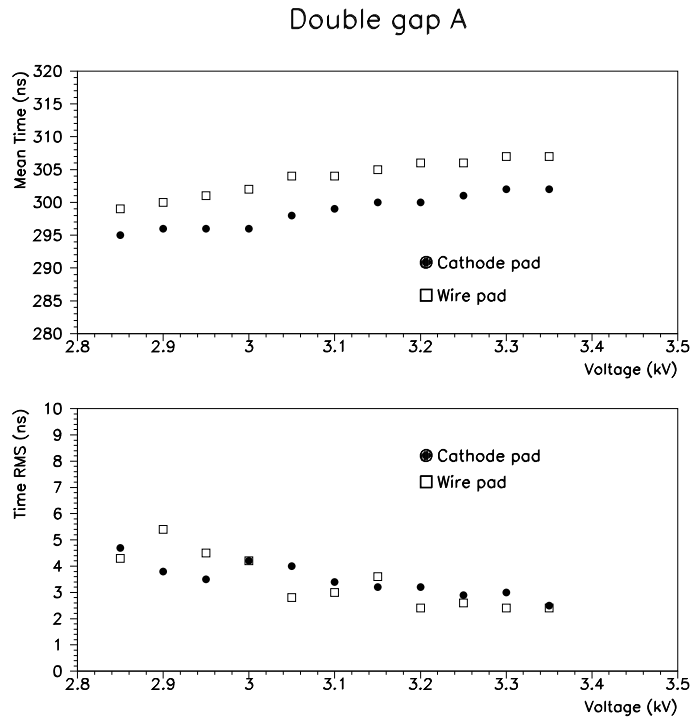 Double gap A
Mean Time (ns)
320
315
310
305
300
295
290
285
280
Cathode pad
Wire pad
2.8 2.9 3 3.1 3.2 3.3 3.4 3.5
Voltage (kV)
Time RMS (ns)
10
9
8
7
6
5
4
3
2
1
0
Cathode pad
Wire pad
2.8 2.9 3 3.1 3.2 3.3 3.4 3.5
Voltage (kV)